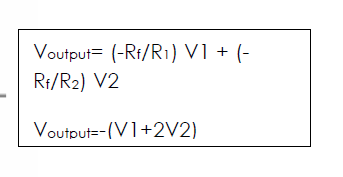 Voutput= (-Rf/R1) V1 + (-
Rf/R2) V2
Voutput=-(V1+2V2)